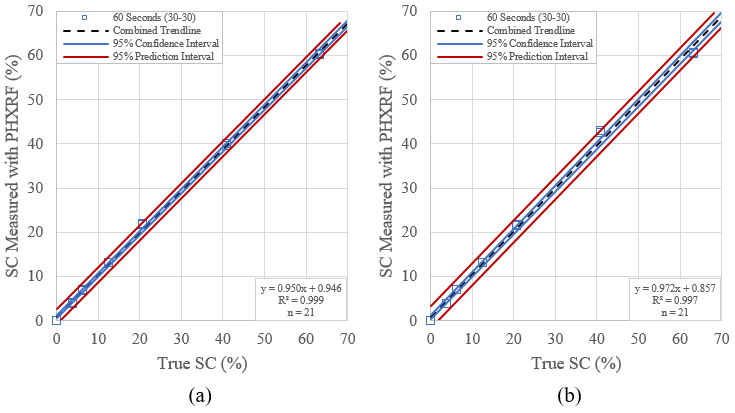 70
60
50
40
30
20
10
0
SC Measured with PHXRF (%)
60 Seconds (30-30)
Combined Trendline
95% Confidence Interval
95% Prediction Interval
y = 0.950x + 0.946
R² = 0.999
n = 21
0 10 20 30 40 50 60 70
True SC (%)
(a)
70
60
50
40
30
20
10
0
SC Measured with PHXRF (%)
60 Seconds (30-30)
Combined Trendline
95% Confidence Interval
95% Prediction Interval
y = 0.972x + 0.857
R² = 0.997
n = 21
0 10 20 30 40 50 60 70
True SC (%)
(b)